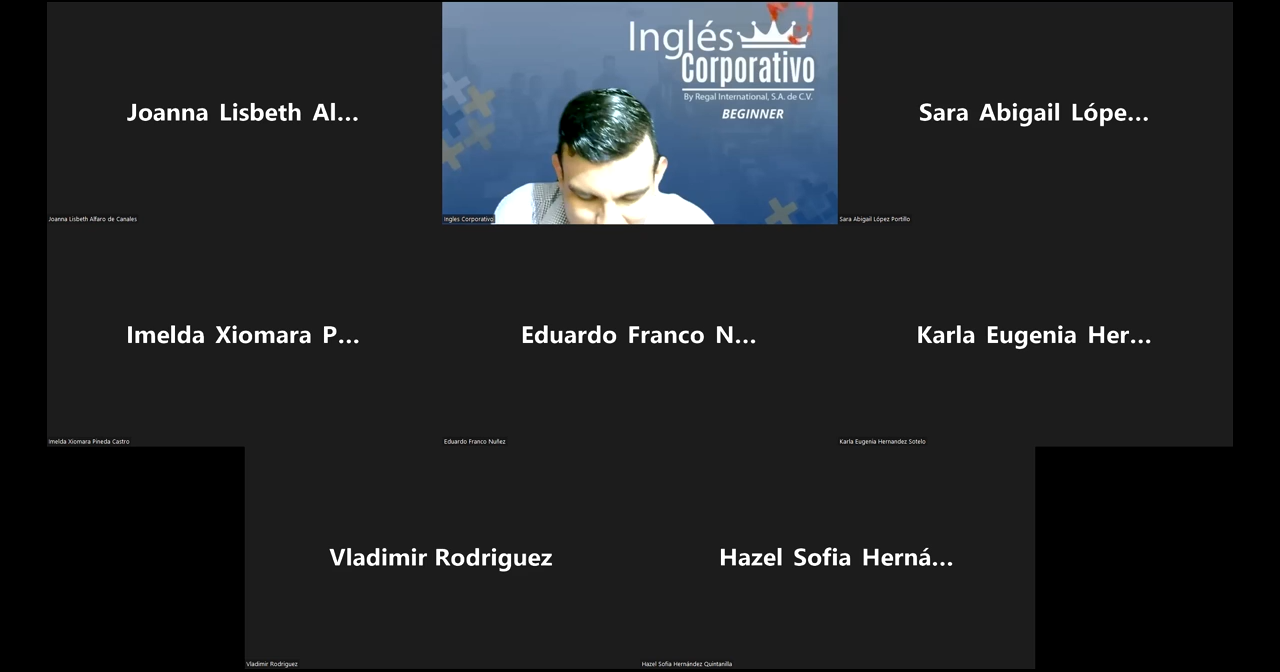 Joanna Lisbeth Al...
Joanna Lisbeth Alfaro de Canales
Inglés
Corporativo
By Regal International, S.A. de C.V.
BEGINNER
Ingles Corporativo
Sara Abigail Lópe...
Sara Abigail López Portillo
Imelda Xiomara P...
Imelda Xiomara Pineda Castro
Eduardo Franco N...
Eduardo Franco Nuñez
Karla Eugenia Her...
Karla Eugenia Hernandez Sotelo
Vladimir Rodriguez
Vladimir Rodriguez
Hazel Sofia Herná...
Hazel Sofia Hernández Quintanilla